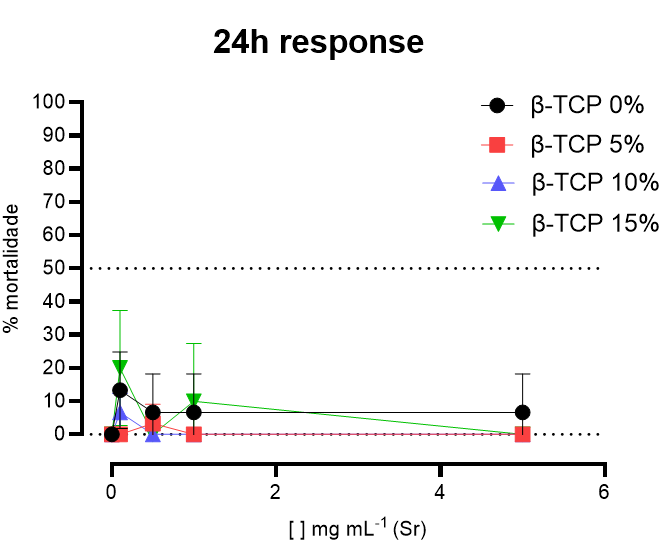 24h response
β-TCP 0%
β-TCP 5%
β-TCP 10%
β-TCP 15%
% mortalidade
100
90
80
70
60
50
40
30
20
10
0
0 2 4 6
[ ] mg mL⁻¹ (Sr)